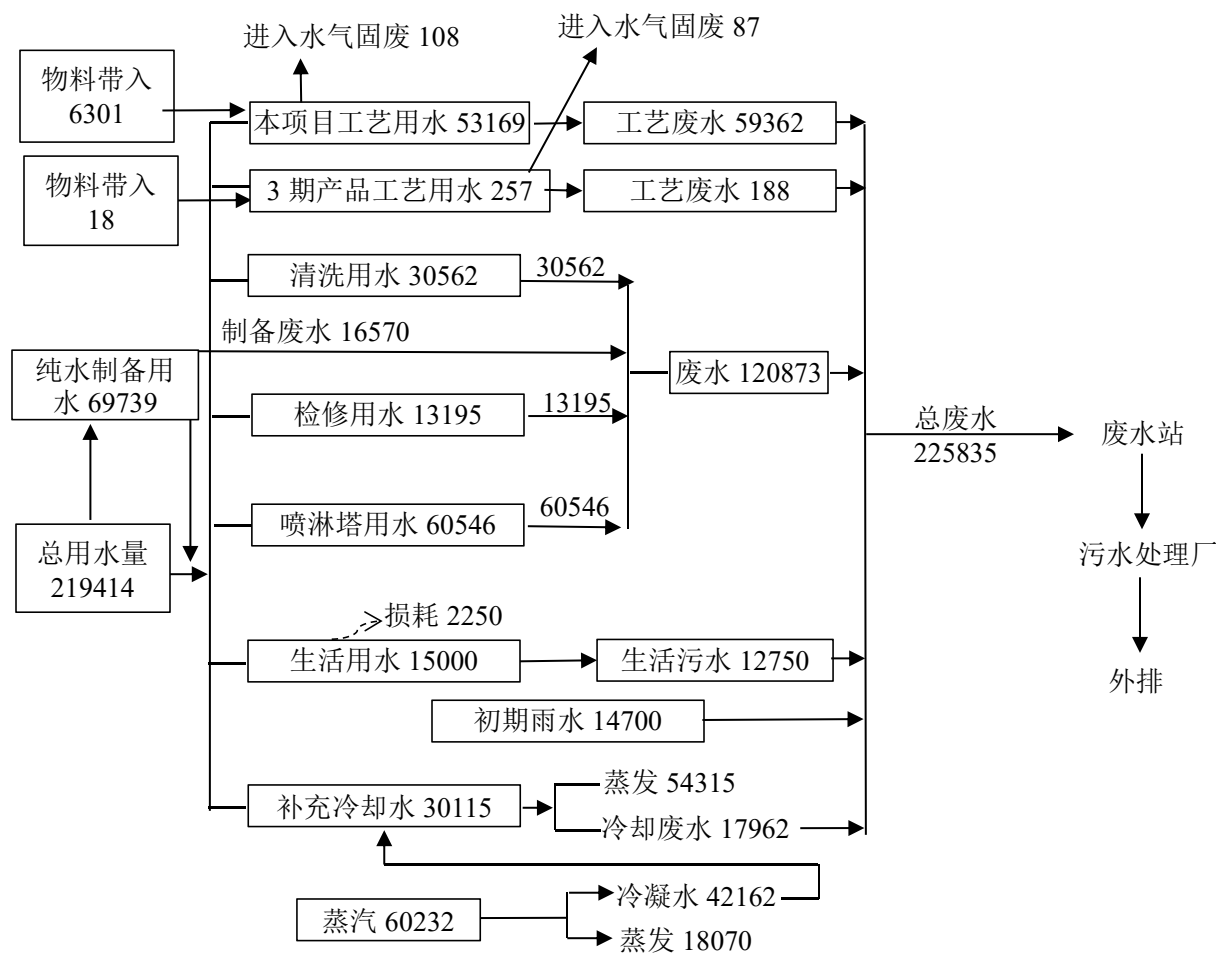 进入水气固废 108
进入水气固废 87
物料带入
6301
本项目工艺用水 53169
工艺废水 59362
物料带入
18
3 期产品工艺用水 257
工艺废水 188
清洗用水 30562
30562
制备废水 16570
纯水制备用
水 69739
废水 120873
检修用水 13195
13195
总废水
225835
废水站
喷淋塔用水 60546
60546
总用水量
219414
污水处理厂
损耗 2250
生活用水 15000
生活污水 12750
外排
初期雨水 14700
补充冷却水 30115
蒸发 54315
冷却废水 17962
蒸汽 60232
冷凝水 42162
蒸发 18070